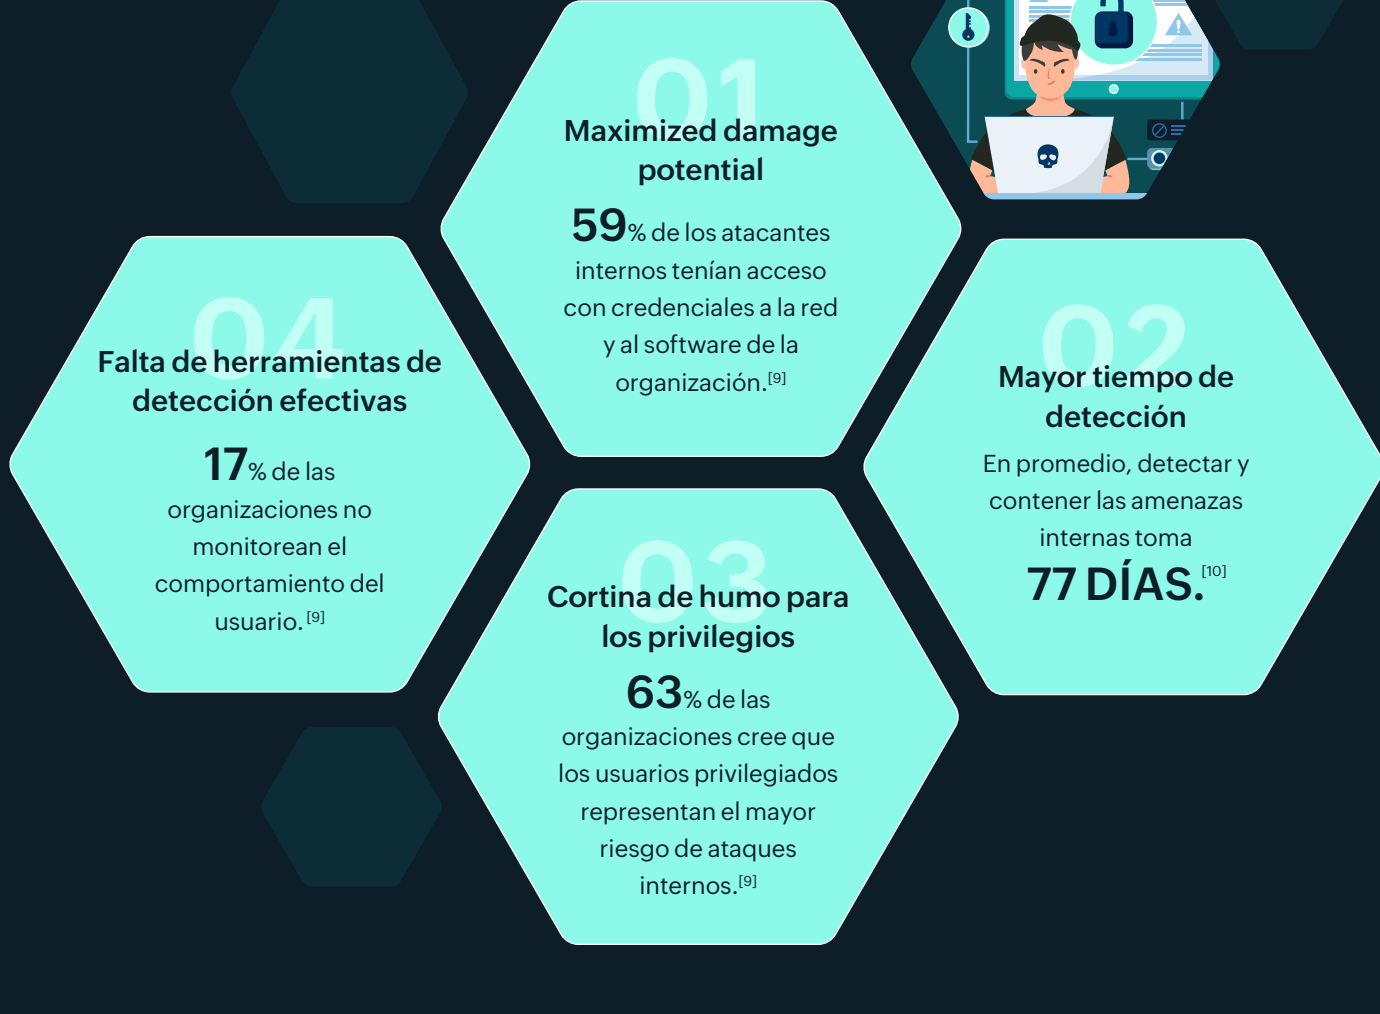 01
Maximized damage
potential
59% de los atacantes
internos tenían acceso
con credenciales a la red
y al software de la
organización.[9]
02
Mayor tiempo de
detección
En promedio, detectar y
contener las amenazas
internas toma
77 DÍAS.[10]
03
Cortina de humo para
los privilegios
63% de las
organizaciones cree que
los usuarios privilegiados
representan el mayor
riesgo de ataques
internos.[9]
04
Falta de herramientas de
detección efectivas
17% de las
organizaciones no
monitorean el
comportamiento del
usuario. [9]